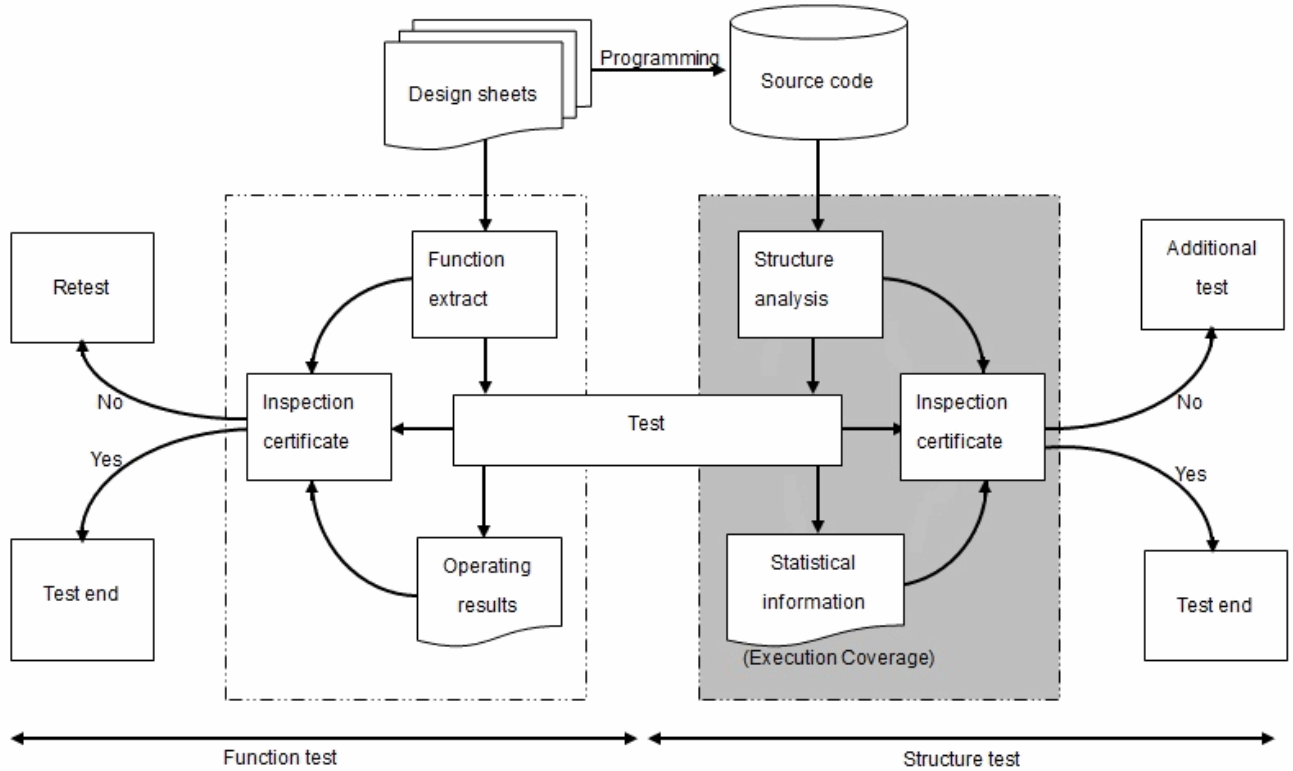 Programming
Design sheets
Source code
Retest
Function
extract
Structure
analysis
Additional
test
No
Inspection
certificate
Test
Inspection
certificate
No
Yes
Yes
Test end
Operating
results
Statistical
information
Test end
(Execution Coverage)
Function test
Structure test